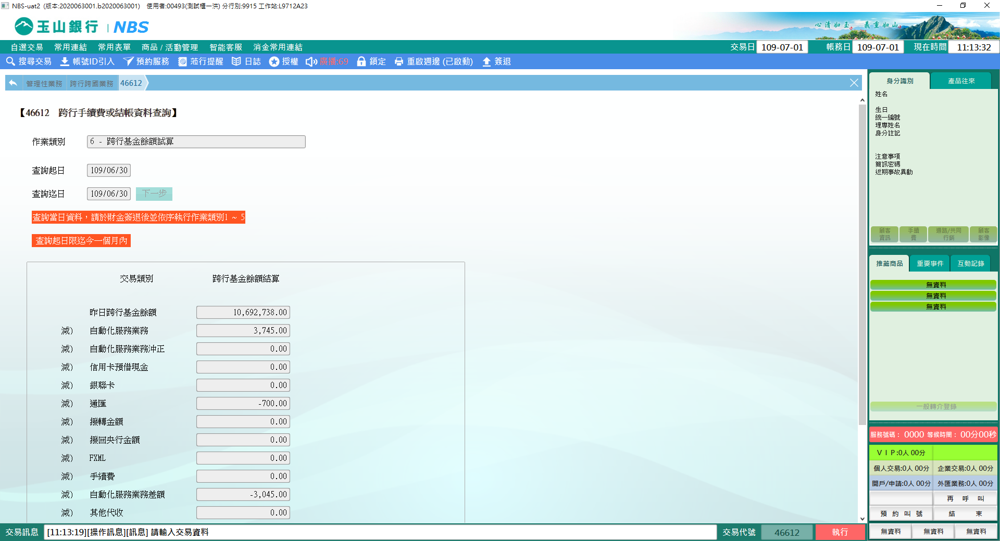 NBS-uat2 (版本:2020063001.b2020063001) 使用者:00493(測試櫃一洪) 分行別:9915 工作站:L9712A23
玉山銀行 | NBS
心清如玉 義重如山
自選交易 常用連結 常用表單 商品 / 活動管理 智能客服 消金常用連結 交易日 109-07-01 帳務日 109-07-01 現在時間 11:13:32
搜尋交易 帳號ID引入 預約服務 蒞行提醒 日誌 授權 廣播:69 鎖定 重啟週邊 (已啟動) 簽退
管理性業務 跨行跨國業務 46612
【46612 跨行手續費或結帳資料查詢】
作業類別 6 - 跨行基金餘額試算
查詢起日 109/06/30
查詢迄日 109/06/30 下一步
查詢當日資料，請於財金簽退後並依序執行作業類別1 ~ 5
查詢起日限迄今一個月內
交易類別 跨行基金餘額結算
昨日跨行基金餘額 10,692,738.00
減） 自動化服務業務 3,745.00
減） 自動化服務業務沖正 0.00
減） 信用卡預借現金 0.00
減） 銀聯卡 0.00
減） 通匯 -700.00
減） 撥轉金額 0.00
減） 撥回央行金額 0.00
減） FXML 0.00
減） 手續費 0.00
減） 自動化服務業務差額 -3,045.00
減） 其他代收 0.00
交易訊息 [11:13:19][操作訊息][訊息] 請輸入交易資料 交易代號 46612 執行
身分識別 產品往來
姓名
生日
統一編號
理專姓名
身分註記
注意事項
簡訊密碼
近期事故異動
顧客資訊 手續費 通路/共同行銷 顧客影像
推薦商品 重要事件 互動記錄
無資料
無資料
無資料
一般轉介登錄
服務號碼： 0000 等候時間： 00分00秒
ＶＩＰ:0人 00分
個人交易:0人 00分 企業交易:0人 00分
開戶/申請:0人 00分 外匯業務:0人 00分
再 呼 叫
預 約 叫 號 結 束
無資料 無資料 無資料